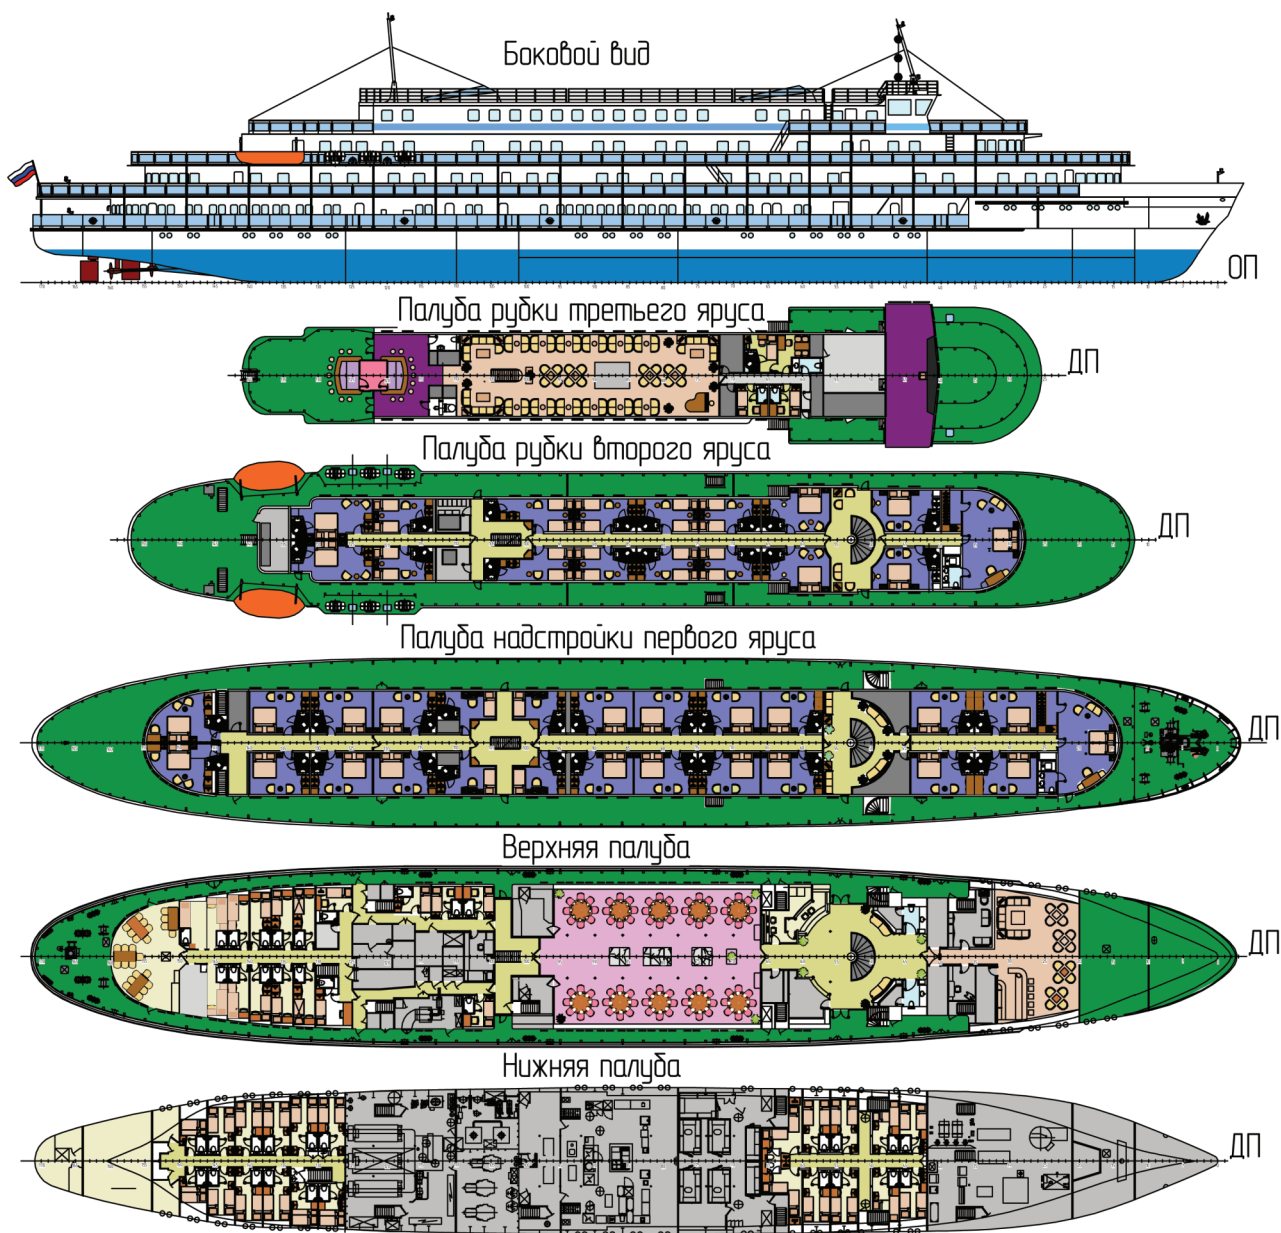 Боковой вид
ОП
Палуба рубки третьего яруса
ДП
Палуба рубки второго яруса
ДП
Палуба надстройки первого яруса
ДП
Верхняя палуба
ДП
Нижняя палуба
ДП